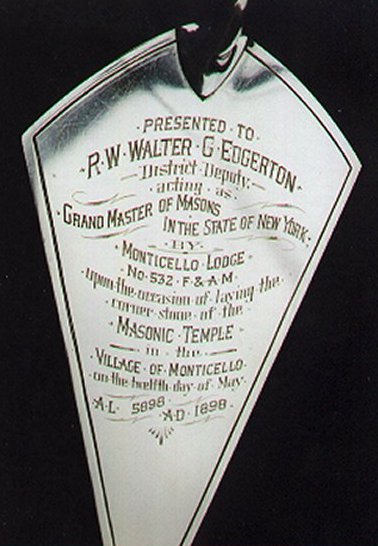 ·PRESENTED·TO·
·R·W·WALTER·G·EDGERTON·
District·Deputy·
acting·as·
GRAND MASTER OF MASONS
IN THE STATE OF NEW YORK·
·BY·
MONTICELLO·LODGE
·NO·532·F·&·A·M·
·upon·the·occasion·of·laying·the·
·corner·stone·of·the·
MASONIC·TEMPLE·
in·the
VILLAGE·OF·MONTICELLO·
·on·the·twelfth·day·of·May·
·A·L· 5898· ·A·D·1898·